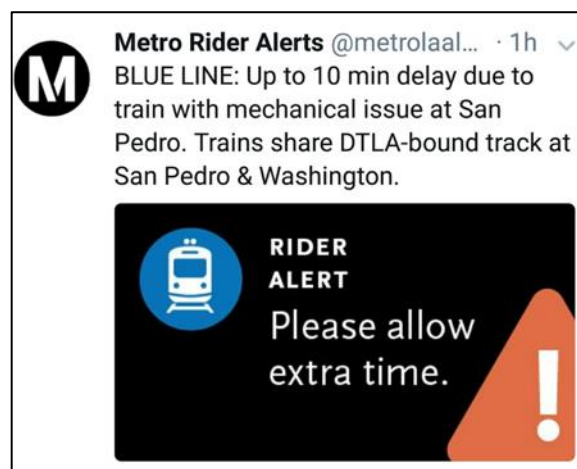 Metro Rider Alerts @metrolaal... · 1h
M
BLUE LINE: Up to 10 min delay due to
train with mechanical issue at San
Pedro. Trains share DTLA-bound track at
San Pedro & Washington.
RIDER
ALERT
Please allow
extra time.
!